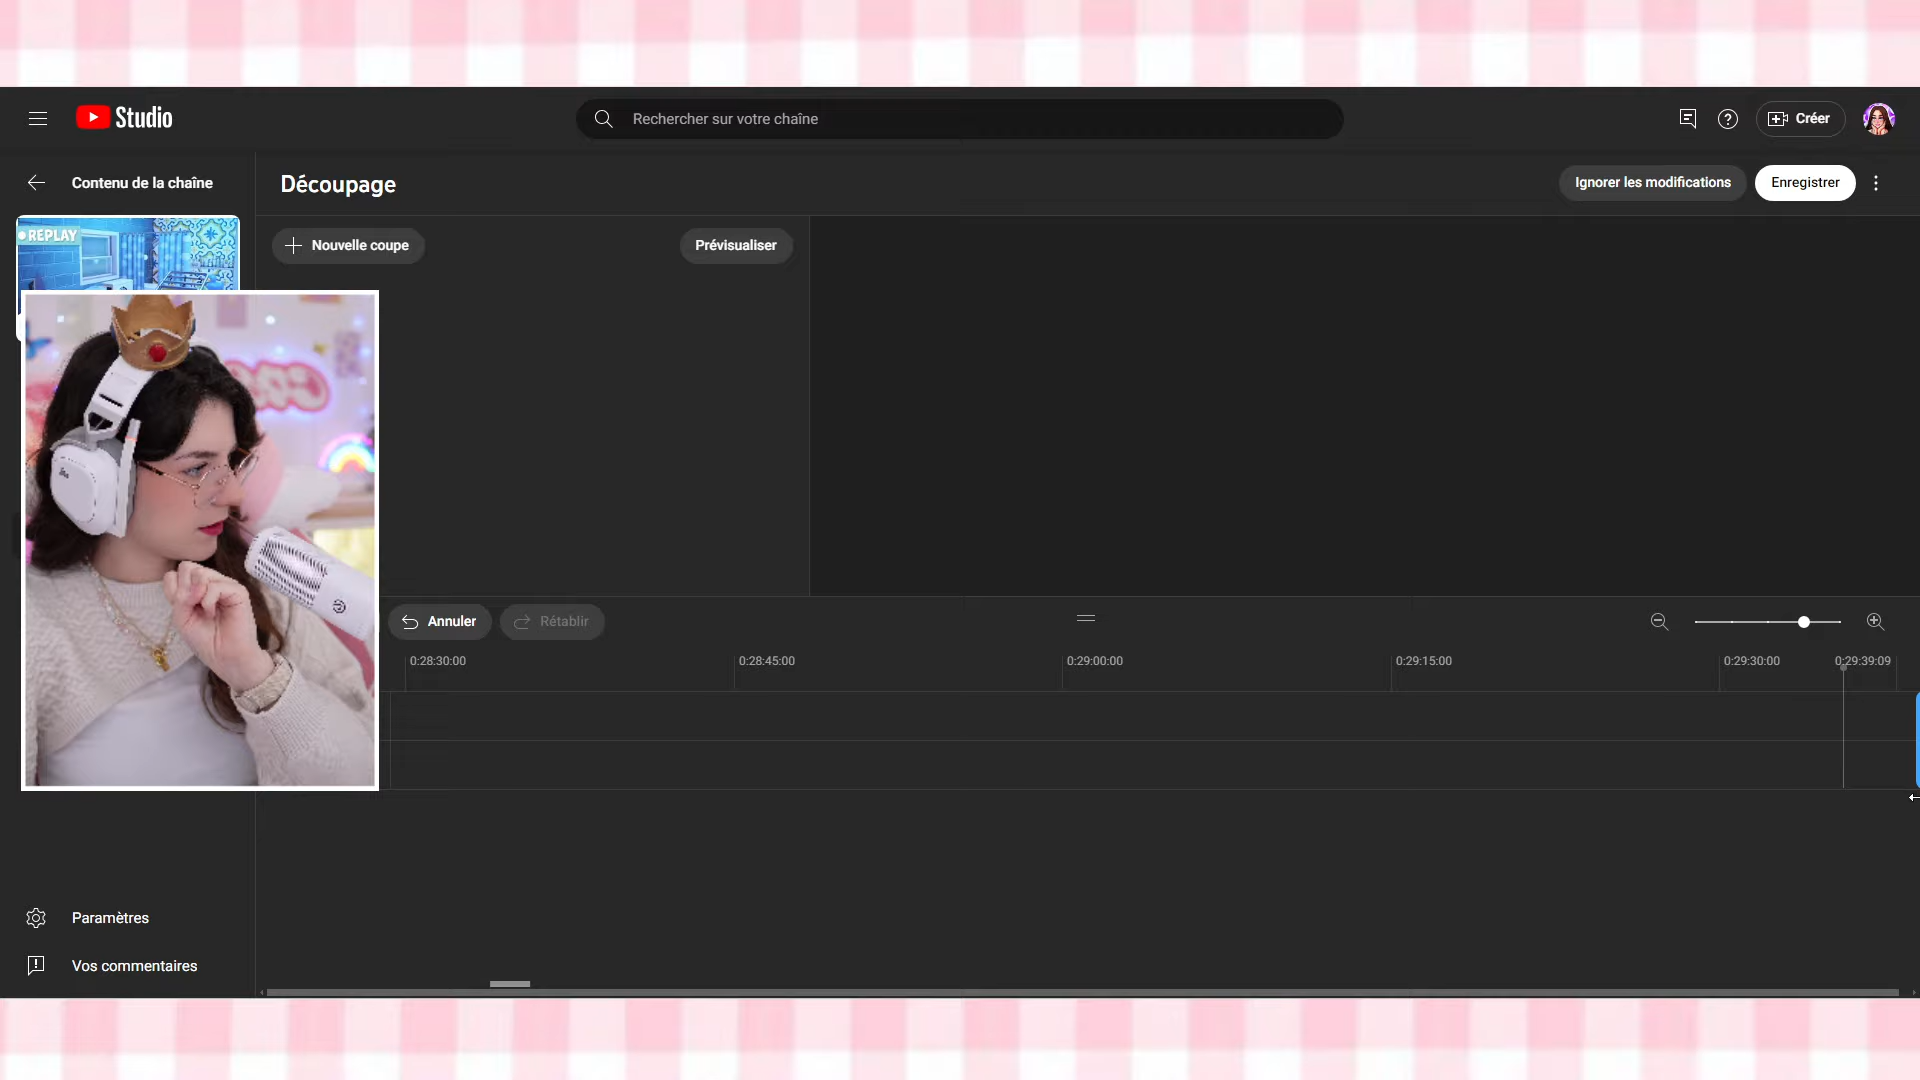 Studio
Rechercher sur votre chaîne
Créer
Contenu de la chaîne
Découpage
Ignorer les modifications
Enregistrer
REPLAY
Nouvelle coupe
Prévisualiser
Annuler
Rétablir
0:28:30:00
0:28:45:00
0:29:00:00
0:29:15:00
0:29:30:00
0:29:39:09
Paramètres
Vos commentaires